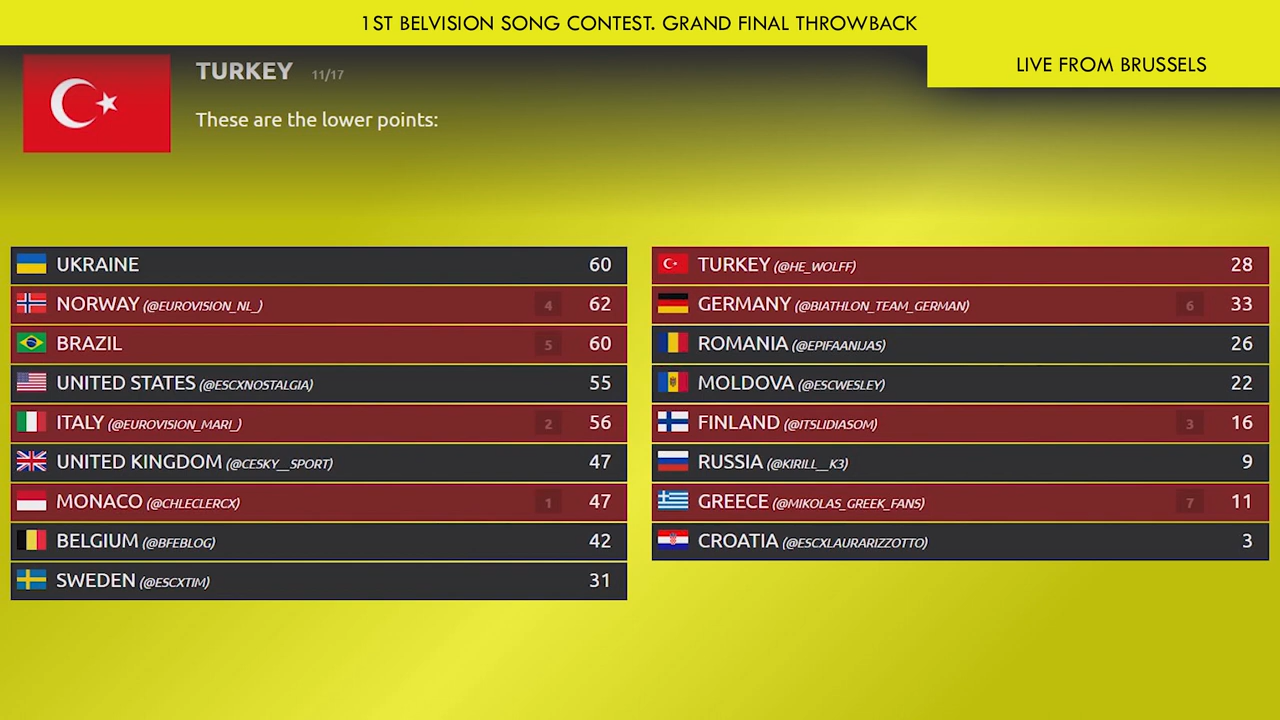 1ST BELVISION SONG CONTEST. GRAND FINAL THROWBACK
LIVE FROM BRUSSELS
TURKEY 11/17
These are the lower points:
UKRAINE 60
NORWAY (@EUROVISION_NL_) 4 62
BRAZIL 5 60
UNITED STATES (@ESCXNOSTALGIA) 55
ITALY (@EUROVISION_MARI_) 2 56
UNITED KINGDOM (@CESKY__SPORT) 47
MONACO (@CHLECLERCX) 1 47
BELGIUM (@BFEBLOG) 42
SWEDEN (@ESCXTIM) 31
TURKEY (@HE_WOLFF) 28
GERMANY (@BIATHLON_TEAM_GERMAN) 6 33
ROMANIA (@EPIFAANIJAS) 26
MOLDOVA (@ESCWESLEY) 22
FINLAND (@ITSLIDIASOM) 3 16
RUSSIA (@KIRILL__K3) 9
GREECE (@MIKOLAS_GREEK_FANS) 7 11
CROATIA (@ESCXLAURARIZZOTTO) 3